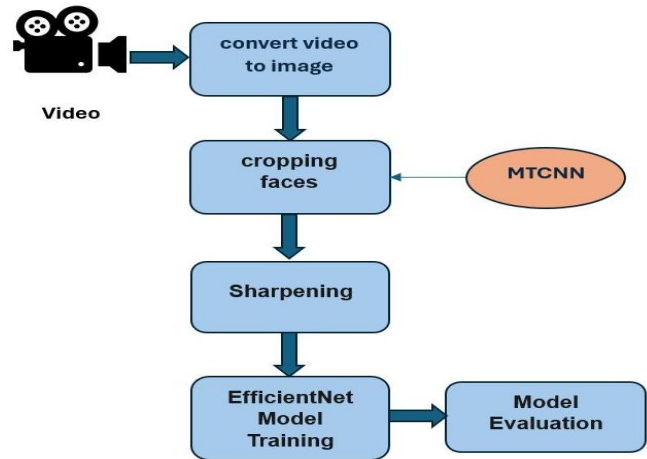 convert video
to image
Video
cropping
faces
MTCNN
Sharpening
EfficientNet
Model
Training
Model
Evaluation